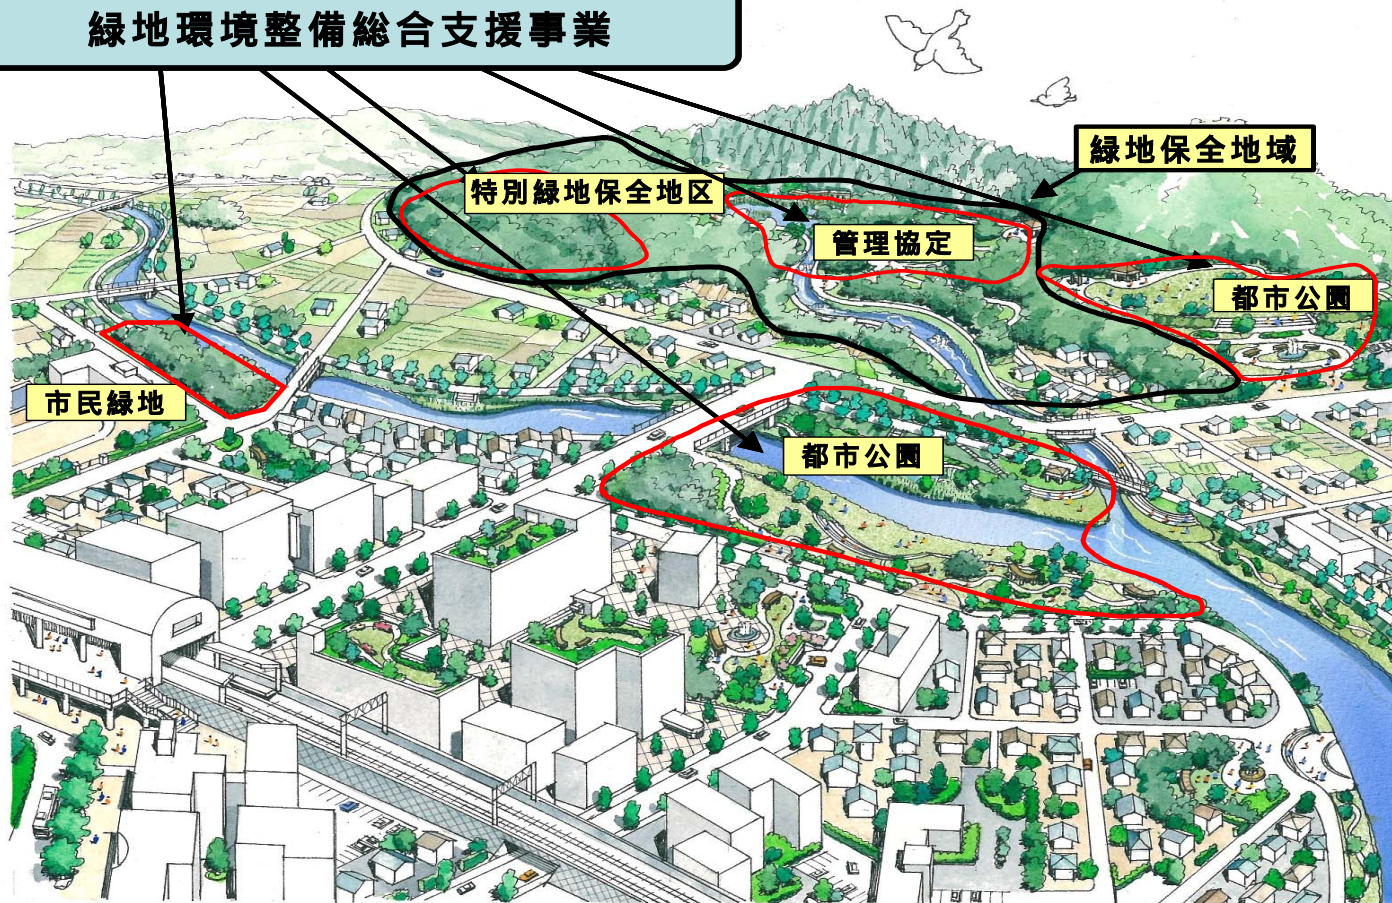 緑地環境整備総合支援事業
緑地保全地域
特別緑地保全地区
管理協定
都市公園
市民緑地
都市公園